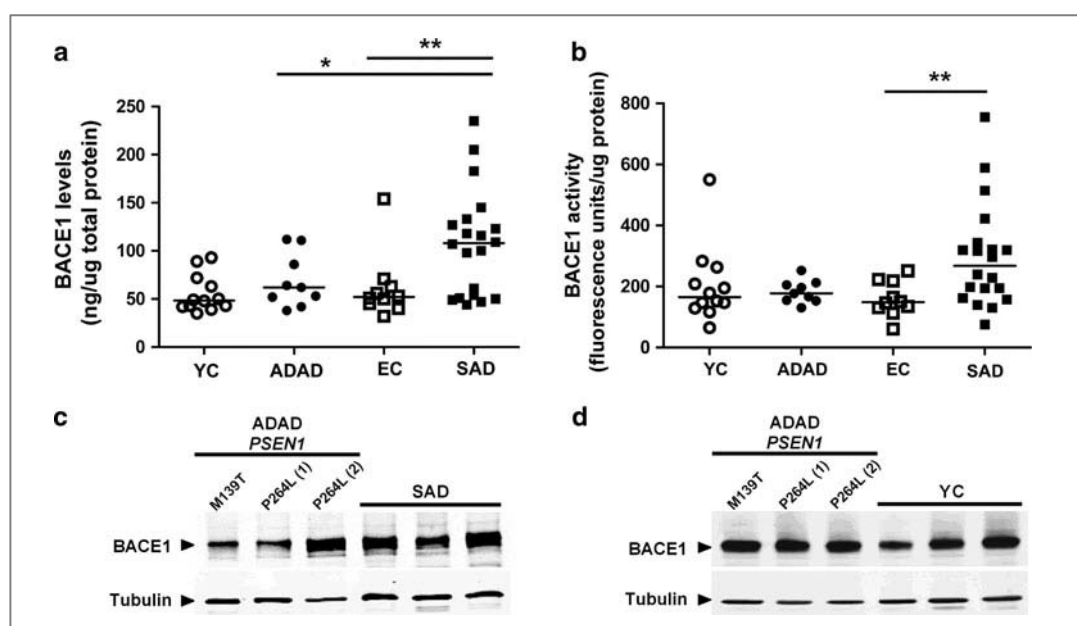 a
*
**
BACE1 levels
(ng/ug total protein)
250
200
150
100
50
0
YC
ADAD
EC
SAD
b
**
BACE1 activity
(fluorescence units/ug protein)
800
600
400
200
0
YC
ADAD
EC
SAD
c
ADAD
PSEN1
M139T
P264L (1)
P264L (2)
SAD
BACE1
Tubulin
d
ADAD
PSEN1
M139T
P264L (1)
P264L (2)
YC
BACE1
Tubulin